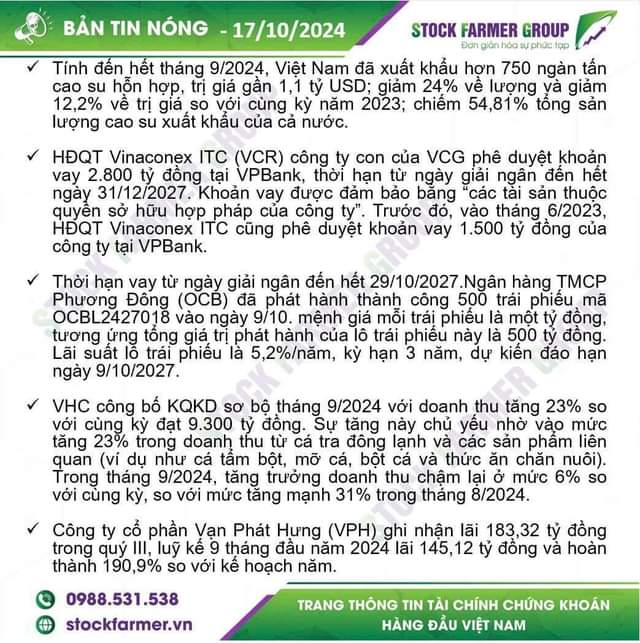 BẢN TIN NÓNG - 17/10/2024
STOCK FARMER GROUP
Đơn giản hóa sự phức tạp
✓ Tính đến hết tháng 9/2024, Việt Nam đã xuất khẩu hơn 750 ngàn tấn
cao su hỗn hợp, trị giá gần 1,1 tỷ USD; giảm 24% về lượng và giảm
12,2% về trị giá so với cùng kỳ năm 2023; chiếm 54,81% tổng sản
lượng cao su xuất khẩu của cả nước.
✓ HĐQT Vinaconex ITC (VCR) công ty con của VCG phê duyệt khoản
vay 2.800 tỷ đồng tại VPBank, thời hạn từ ngày giải ngân đến hết
ngày 31/12/2027. Khoản vay được đảm bảo bằng “các tài sản thuộc
quyền sở hữu hợp pháp của công ty”. Trước đó, vào tháng 6/2023,
HĐQT Vinaconex ITC cũng phê duyệt khoản vay 1.500 tỷ đồng của
công ty tại VPBank.
✓ Thời hạn vay từ ngày giải ngân đến hết 29/10/2027.Ngân hàng TMCP
Phương Đông (OCB) đã phát hành thành công 500 trái phiếu mã
OCBL2427018 vào ngày 9/10. mệnh giá mỗi trái phiếu là một tỷ đồng,
tương ứng tổng giá trị phát hành của lô trái phiếu này là 500 tỷ đồng.
Lãi suất lô trái phiếu là 5,2%/năm, kỳ hạn 3 năm, dự kiến đáo hạn
ngày 9/10/2027.
✓ VHC công bố KQKD sơ bộ tháng 9/2024 với doanh thu tăng 23% so
với cùng kỳ đạt 9.300 tỷ đồng. Sự tăng này chủ yếu nhờ vào mức
tăng 23% trong doanh thu từ cá tra đông lạnh và các sản phẩm liên
quan (ví dụ như cá tẩm bột, mỡ cá, bột cá và thức ăn chăn nuôi).
Trong tháng 9/2024, tăng trưởng doanh thu chậm lại ở mức 6% so
với cùng kỳ, so với mức tăng mạnh 31% trong tháng 8/2024.
✓ Công ty cổ phần Vạn Phát Hưng (VPH) ghi nhận lãi 183,32 tỷ đồng
trong quý III, luỹ kế 9 tháng đầu năm 2024 lãi 145,12 tỷ đồng và hoàn
thành 190,9% so với kế hoạch năm.
0988.531.538
stockfarmer.vn
TRANG THÔNG TIN TÀI CHÍNH CHỨNG KHOÁN
HÀNG ĐẦU VIỆT NAM
STOCK FARMER GROUP
STOCK FARMER GROUP